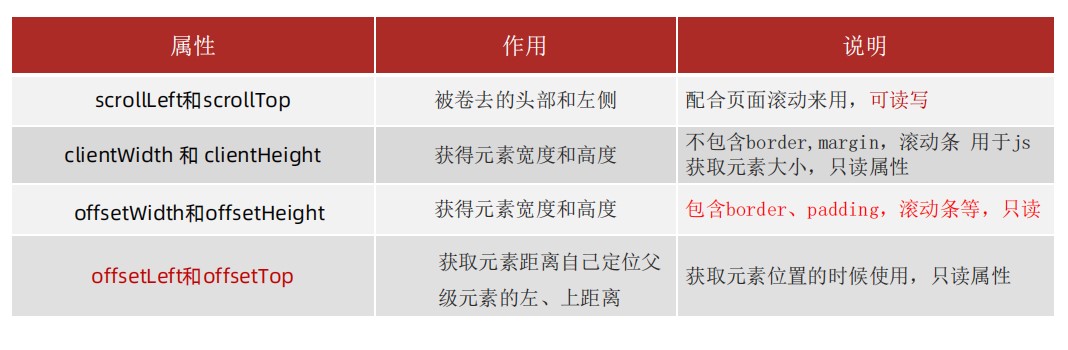 属性 作用 说明
scrollLeft和scrollTop 被卷去的头部和左侧 配合页面滚动来用，可读写
clientWidth 和 clientHeight 获得元素宽度和高度 不包含border,margin，滚动条 用于js
获取元素大小，只读属性
offsetWidth和offsetHeight 获得元素宽度和高度 包含border、padding，滚动条等，只读
offsetLeft和offsetTop 获取元素距离自己定位父
级元素的左、上距离 获取元素位置的时候使用，只读属性